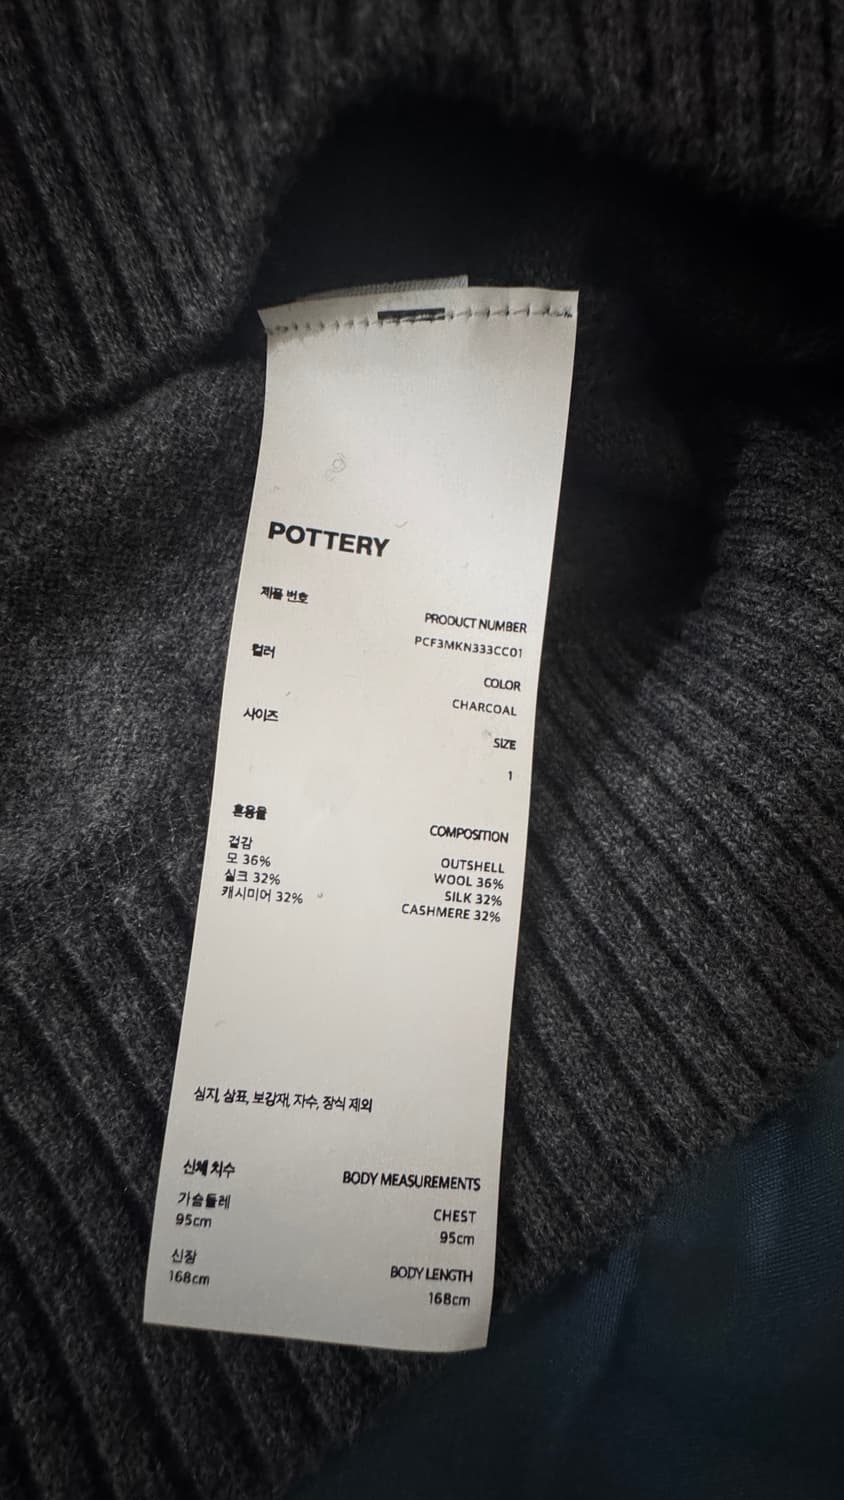 POTTERY
제품 번호
PRODUCT NUMBER
PCF3MKN333CC01
컬러
COLOR
CHARCOAL
사이즈
SIZE
1
혼용율
COMPOSITION
겉감
모 36%
실크 32%
캐시미어 32%
OUTSHELL
WOOL 36%
SILK 32%
CASHMERE 32%
심지, 상표, 보강재, 자수, 장식 제외
신체 치수
BODY MEASUREMENTS
가슴둘레
95cm
CHEST
95cm
신장
168cm
BODY LENGTH
168cm